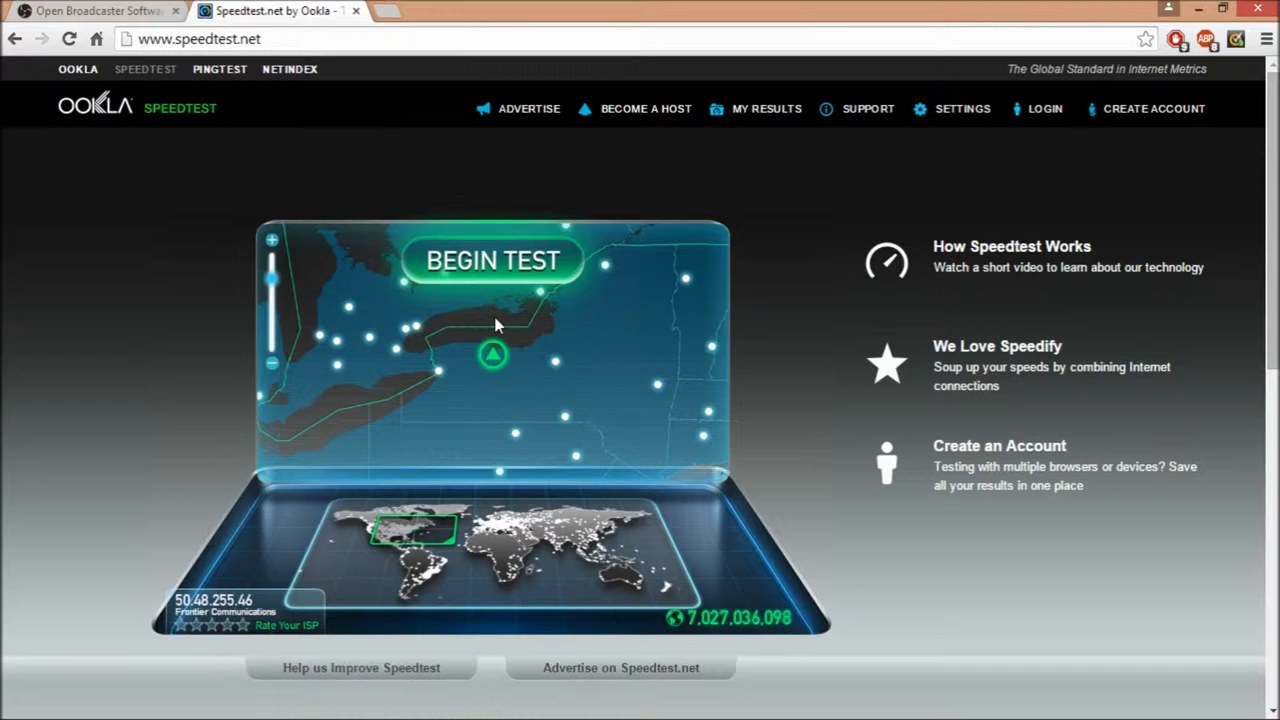 Open Broadcaster Softwa
Speedtest.net by Ookla - T
www.speedtest.net
OOKLA SPEEDTEST PINGTEST NETINDEX
The Global Standard in Internet Metrics
OOKLA SPEEDTEST
ADVERTISE BECOME A HOST MY RESULTS SUPPORT SETTINGS LOGIN CREATE ACCOUNT
BEGIN TEST
How Speedtest Works
Watch a short video to learn about our technology
We Love Speedify
Soup up your speeds by combining Internet
connections
Create an Account
Testing with multiple browsers or devices? Save
all your results in one place
50.48.255.46
Frontier Communications
Rate Your ISP
7,027,036,098
Help us Improve Speedtest
Advertise on Speedtest.net